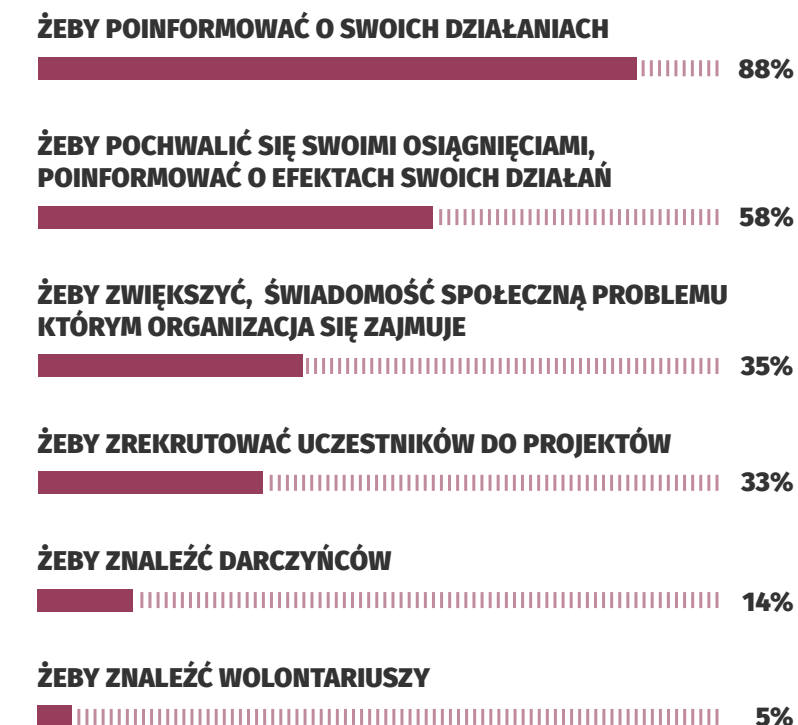 ŻEBY POINFORMOWAĆ O SWOICH DZIAŁANIACH
88%
ŻEBY POCHWALIĆ SIĘ SWOIMI OSIĄGNIĘCIAMI,
POINFORMOWAĆ O EFEKTACH SWOICH DZIAŁAŃ
58%
ŻEBY ZWIĘKSZYĆ, ŚWIADOMOŚĆ SPOŁECZNĄ PROBLEMU
KTÓRYM ORGANIZACJA SIĘ ZAJMUJE
35%
ŻEBY ZREKRUTOWAĆ UCZESTNIKÓW DO PROJEKTÓW
33%
ŻEBY ZNALEŹĆ DARCZYŃCÓW
14%
ŻEBY ZNALEŹĆ WOLONTARIUSZY
5%